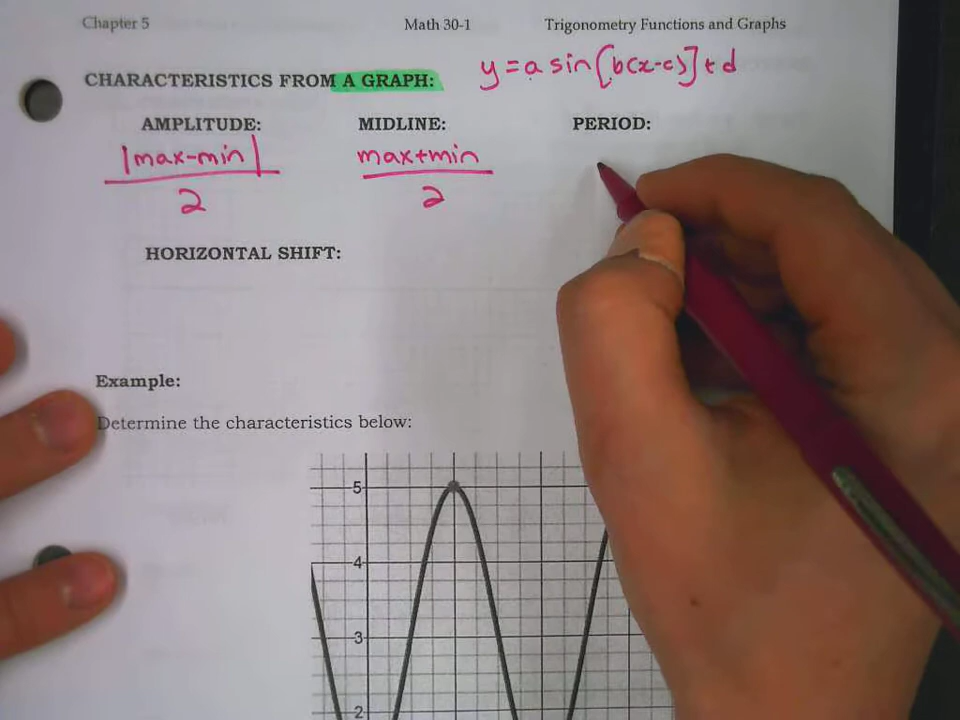 Chapter 5 Math 30-1 Trigonometry Functions and Graphs
CHARACTERISTICS FROM A GRAPH: y = a sin[b(x-c)] + d
AMPLITUDE: MIDLINE: PERIOD:
|max-min| max+min
2 2
HORIZONTAL SHIFT:
Example:
Determine the characteristics below:
5
4
3
2